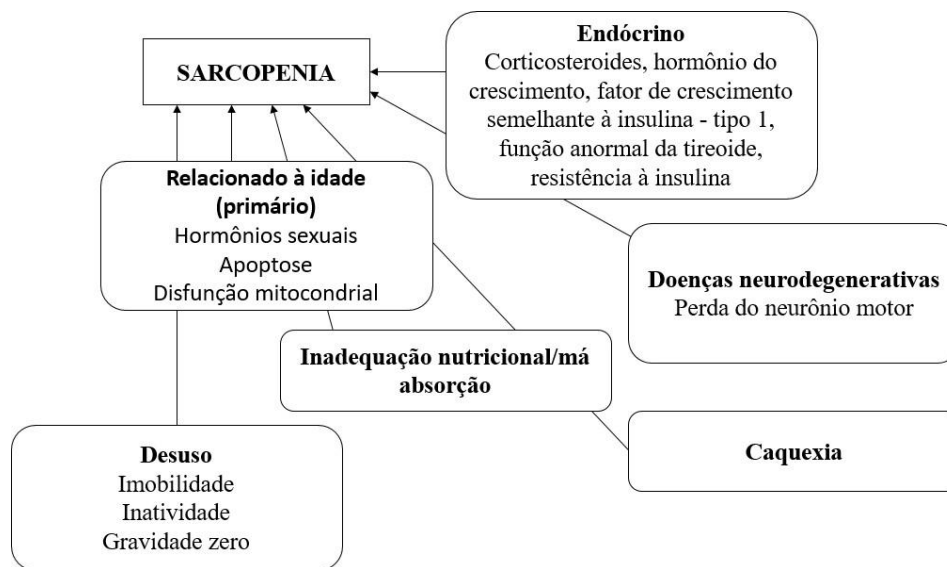 SARCOPENIA
Endócrino
Corticosteroides, hormônio do
crescimento, fator de crescimento
semelhante à insulina - tipo 1,
função anormal da tireoide,
resistência à insulina
Relacionado à idade
(primário)
Hormônios sexuais
Apoptose
Disfunção mitocondrial
Doenças neurodegenerativas
Perda do neurônio motor
Inadequação nutricional/má
absorção
Caquexia
Desuso
Imobilidade
Inatividade
Gravidade zero